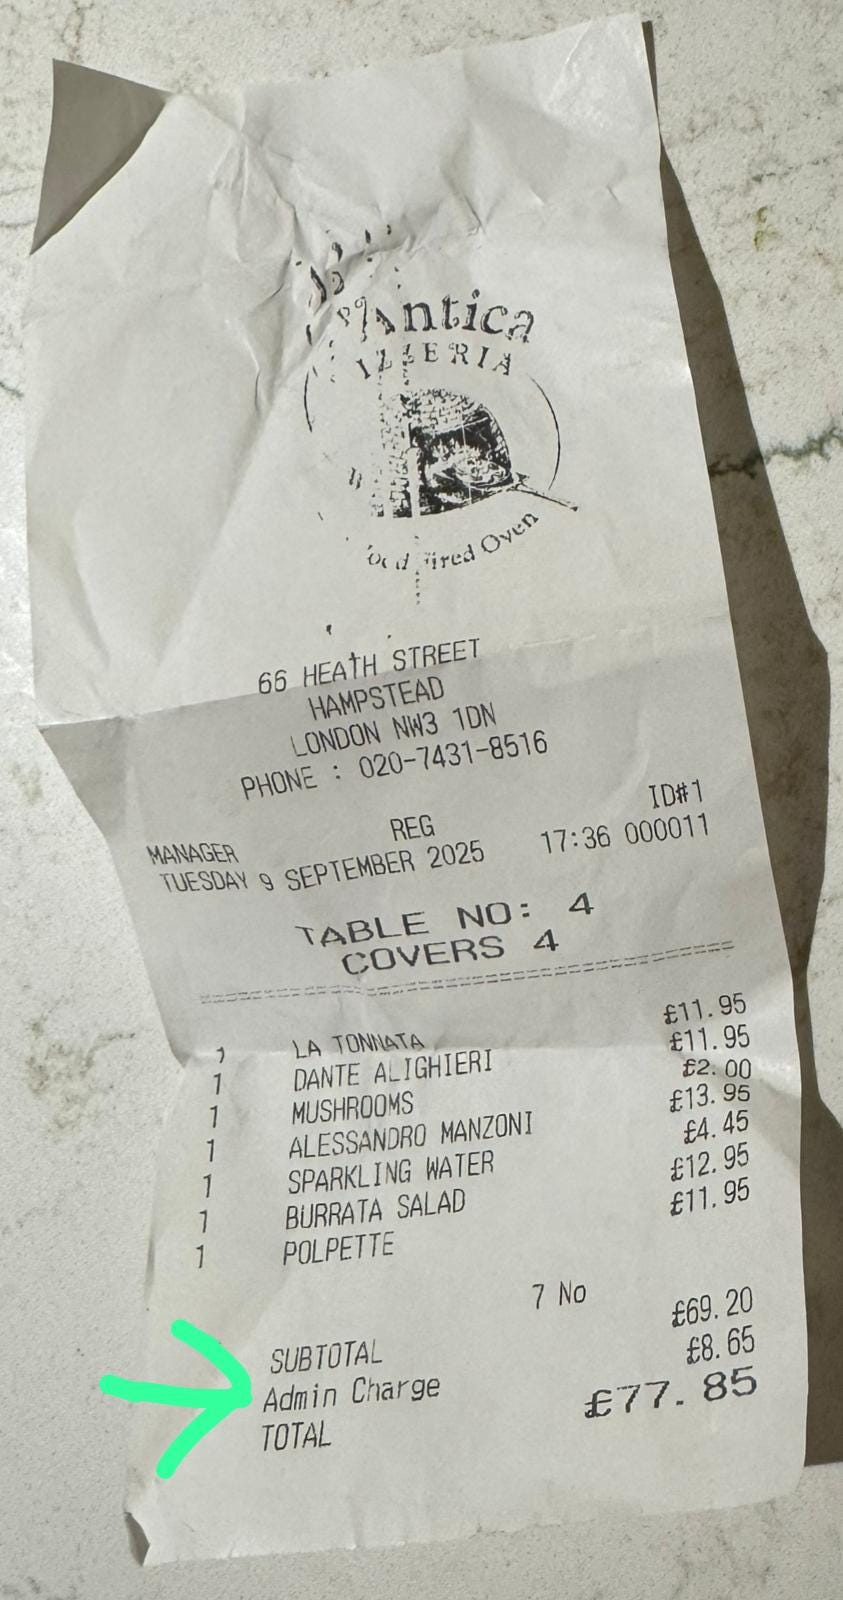 Antica
IZZERIA
ired Oven
66 HEATH STREET
HAMPSTEAD
LONDON NW3 1DN
PHONE : 020-7431-8516
REG ID#1
MANAGER
TUESDAY 9 SEPTEMBER 2025 17:36 000011
TABLE NO: 4
COVERS 4
1 LA TONNATA £11.95
1 DANTE ALIGHIERI £11.95
1 MUSHROOMS £2.00
1 ALESSANDRO MANZONI £13.95
1 SPARKLING WATER £4.45
1 BURRATA SALAD £12.95
1 POLPETTE £11.95
7 No
SUBTOTAL £69.20
Admin Charge £8.65
TOTAL £77.85